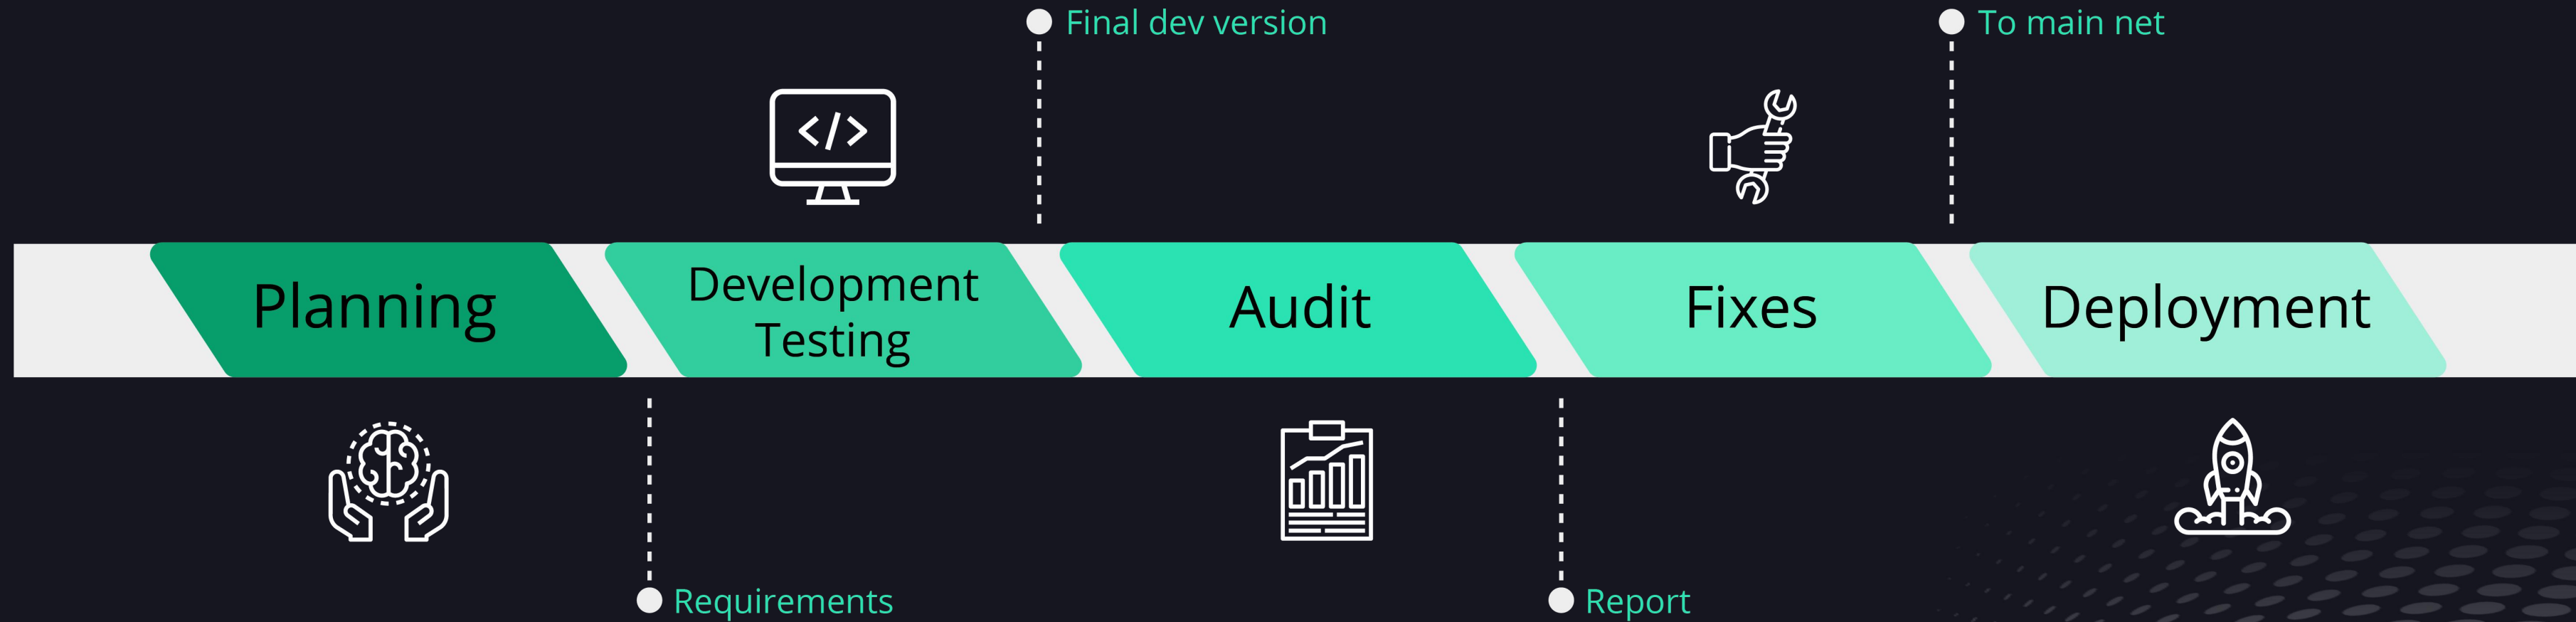 Final dev version
To main net
</>
Planning
Development
Testing
Audit
Fixes
Deployment
Requirements
Report